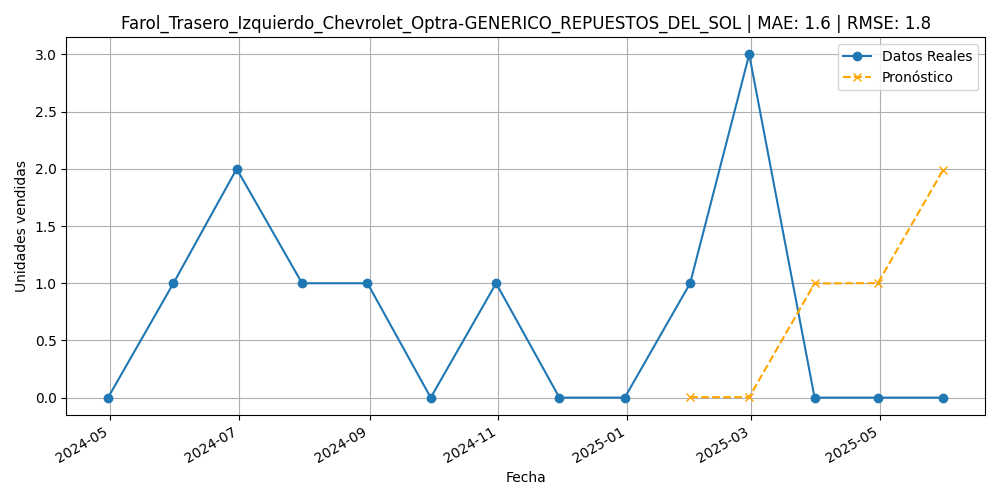 Farol_Trasero_Izquierdo_Chevrolet_Optra-GENERICO_REPUESTOS_DEL_SOL | MAE: 1.6 | RMSE: 1.8
Datos Reales
Pronóstico
Unidades vendidas
3.0
2.5
2.0
1.5
1.0
0.5
0.0
2024-05
2024-07
2024-09
2024-11
2025-01
2025-03
2025-05
Fecha